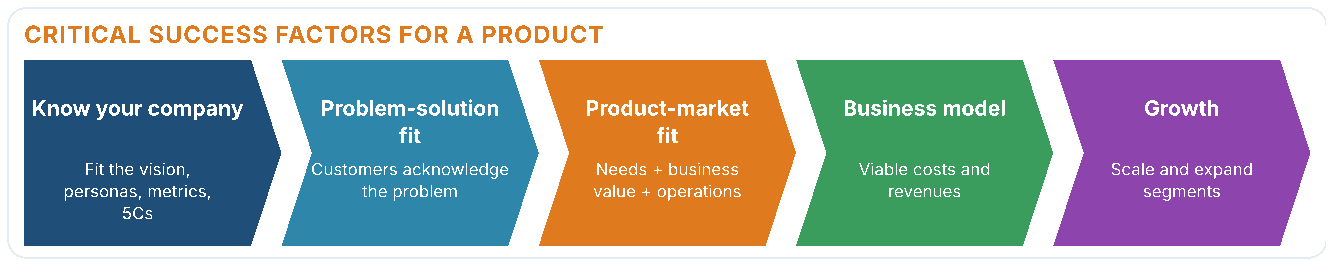 CRITICAL SUCCESS FACTORS FOR A PRODUCT
Know your company
Fit the vision,
personas, metrics,
5Cs
Problem-solution
fit
Customers acknowledge
the problem
Product-market
fit
Needs + business
value + operations
Business model
Viable costs and
revenues
Growth
Scale and expand
segments